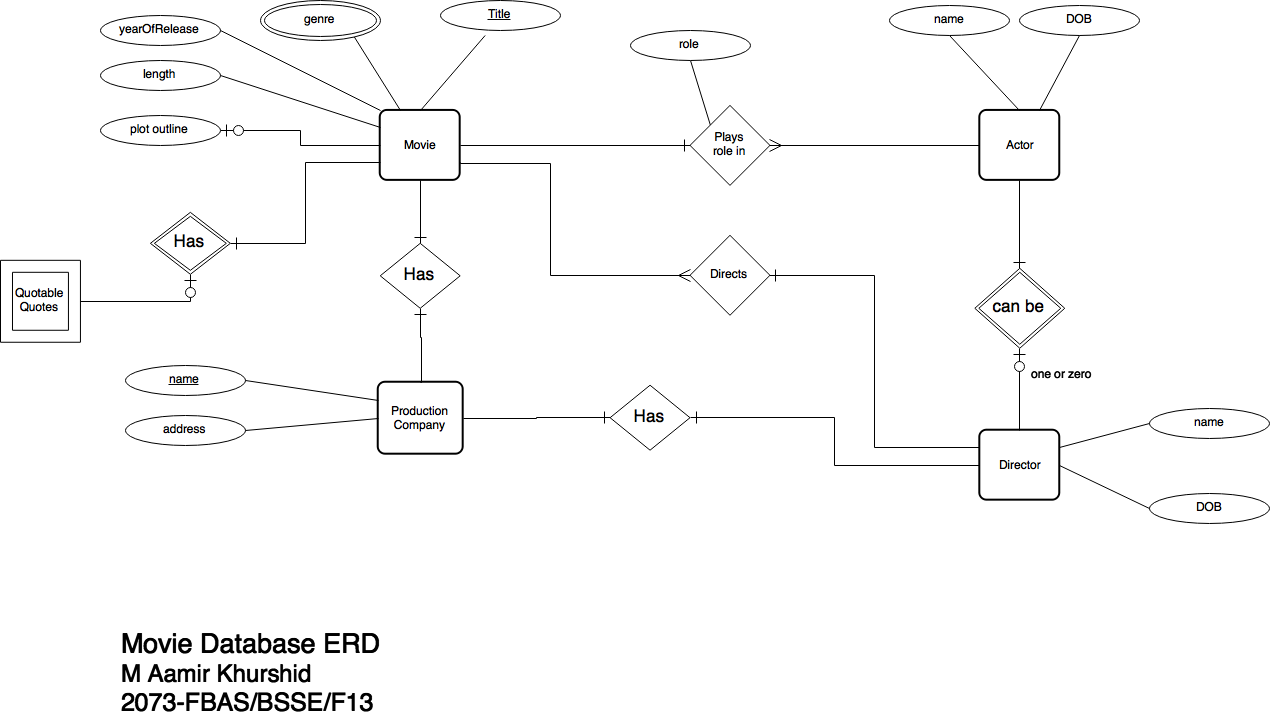 yearOfRelease
genre
Title
name
DOB
length
role
plot outline
Movie
Plays
role in
Actor
Has
Has
Directs
Quotable
Quotes
can be
one or zero
name
Production
Company
Has
address
name
Director
DOB
Movie Database ERD
M Aamir Khurshid
2073-FBAS/BSSE/F13